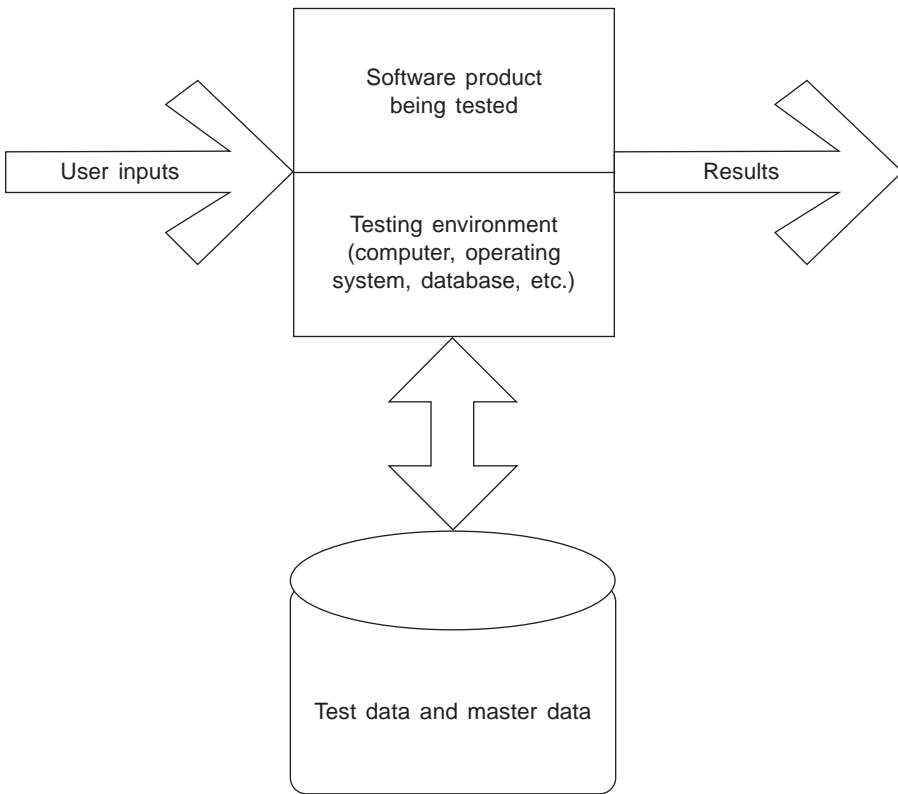 Software product
being tested
User inputs
Results
Testing environment
(computer, operating
system, database, etc.)
Test data and master data